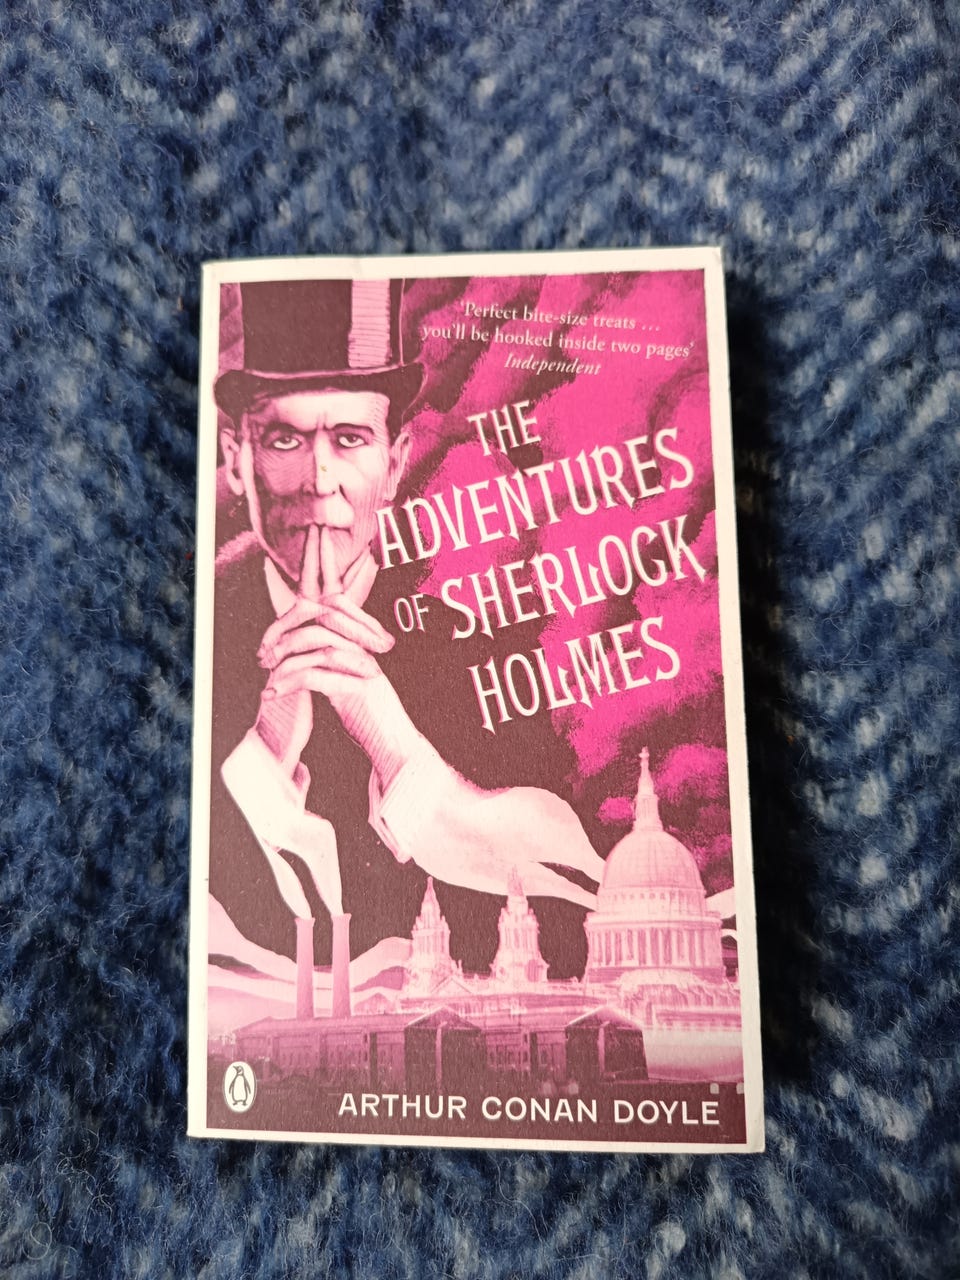 'Perfect bite-size treats ...
you'll be hooked inside two pages'
Independent
THE
ADVENTURES
OF SHERLOCK
HOLMES
ARTHUR CONAN DOYLE